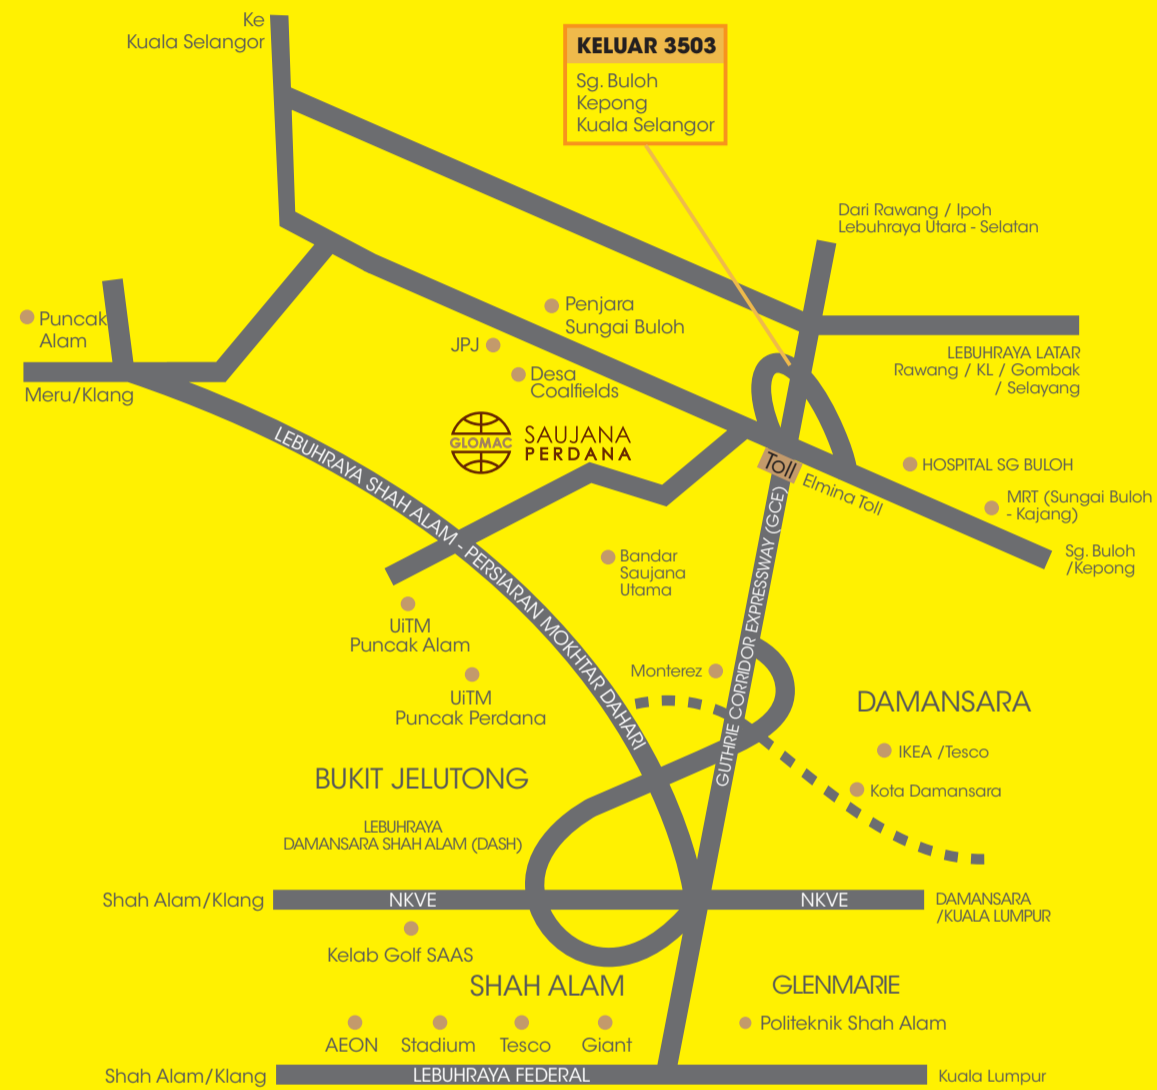 Ke
Kuala Selangor
KELUAR 3503
Sg. Buloh
Kepong
Kuala Selangor
Dari Rawang / Ipoh
Lebuhraya Utara - Selatan
Puncak
Alam
Penjara
Sungai Buloh
JPJ
LEBUHRAYA LATAR
Rawang / KL / Gombak
/ Selayang
Desa
Coalfields
Meru/Klang
GLOMAC
SAUJANA
PERDANA
LEBUHRAYA SHAH ALAM - PERSIARAN MOKHTAR DAHARI
Toll
Elmina Toll
HOSPITAL SG BULOH
MRT (Sungai Buloh
- Kajang)
Sg. Buloh
/Kepong
Bandar
Saujana
Utama
GUTHRIE CORRIDOR EXPRESSWAY (GCE)
UiTM
Puncak Alam
Monterez
UiTM
Puncak Perdana
DAMANSARA
IKEA /Tesco
Kota Damansara
BUKIT JELUTONG
LEBUHRAYA
DAMANSARA SHAH ALAM (DASH)
Shah Alam/Klang
NKVE
NKVE
DAMANSARA
/KUALA LUMPUR
Kelab Golf SAAS
SHAH ALAM
GLENMARIE
Politeknik Shah Alam
AEON
Stadium
Tesco
Giant
Shah Alam/Klang
LEBUHRAYA FEDERAL
Kuala Lumpur